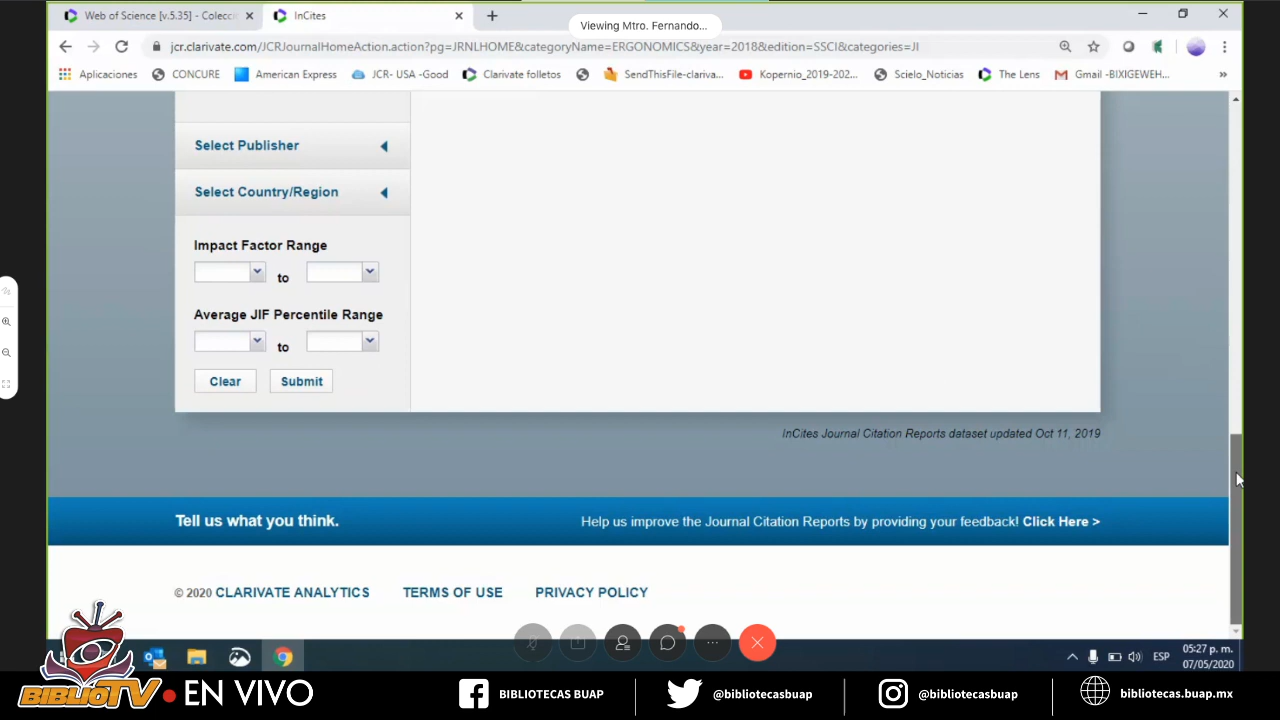 Web of Science [v.5.35] - Colecci
InCites
Viewing Mtro. Fernando...
jcr.clarivate.com/JCRJournalHomeAction.action?pg=JRNLHOME&categoryName=ERGONOMICS&year=2018&edition=SSCI&categories=JI
Aplicaciones
CONCURE
American Express
JCR- USA -Good
Clarivate folletos
SendThisFile-clariva...
Kopernio_2019-202...
Scielo_Noticias
The Lens
Gmail -BIXIGEWEH...
»
Select Publisher
Select Country/Region
Impact Factor Range
to
Average JIF Percentile Range
to
Clear
Submit
InCites Journal Citation Reports dataset updated Oct 11, 2019
Tell us what you think.
Help us improve the Journal Citation Reports by providing your feedback! Click Here >
© 2020 CLARIVATE ANALYTICS
TERMS OF USE
PRIVACY POLICY
ESP
05:27 p. m.
07/05/2020
BIBLIOTV
EN VIVO
BIBLIOTECAS BUAP
@bibliotecasbuap
@bibliotecasbuap
bibliotecas.buap.mx